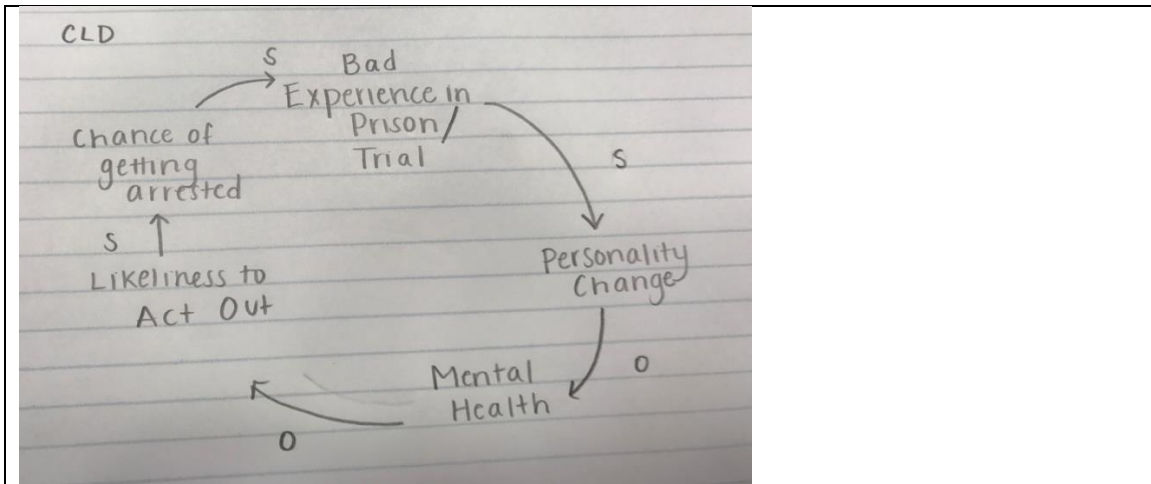 CLD
S
Bad
Experience in
Prison/
Trial
S
Personality
Change
O
Mental
Health
O
Likeliness to
Act Out
S
Chance of
getting
arrested